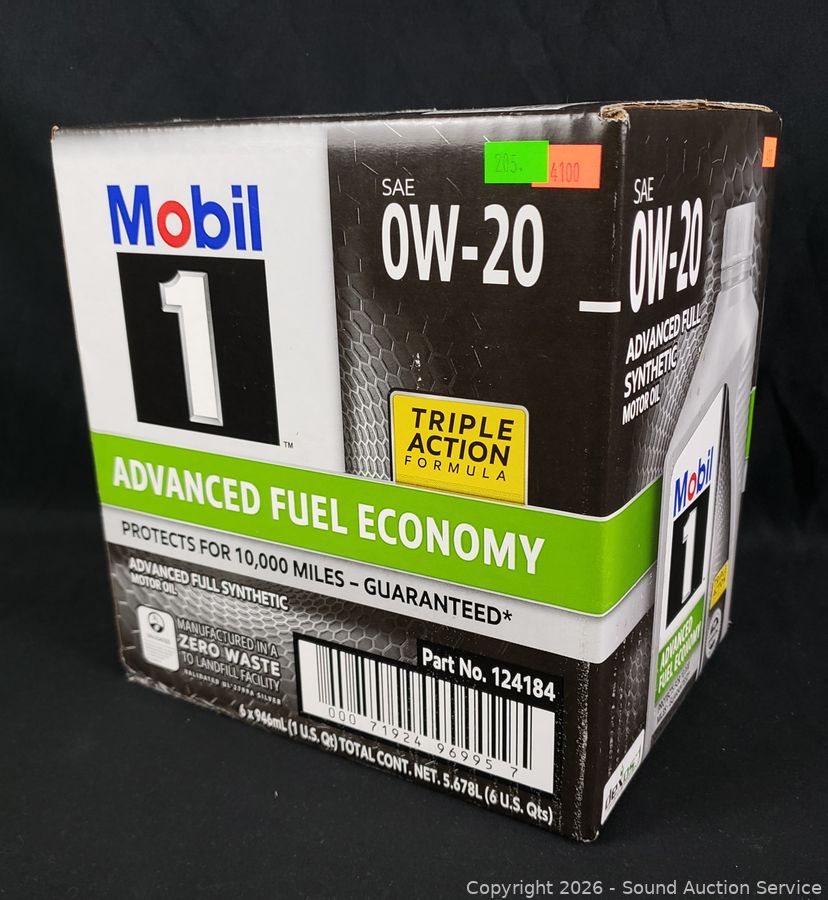 205.
4100
Mobil
1
™
SAE
0W-20
TRIPLE
ACTION
FORMULA
ADVANCED FUEL ECONOMY
PROTECTS FOR 10,000 MILES – GUARANTEED*
ADVANCED FULL SYNTHETIC
MOTOR OIL
MANUFACTURED IN A
ZERO WASTE
TO LANDFILL FACILITY
Part No. 124184
000 71924 96995 7
6 x 946mL (1 U.S. Qt) TOTAL CONT. NET. 5.678L (6 U.S. Qts)
SAE
0W-20
ADVANCED FULL
SYNTHETIC
MOTOR OIL
Mobil
1
ADVANCED
FUEL ECONOMY
Copyright © 2026 - Sound Auction Service